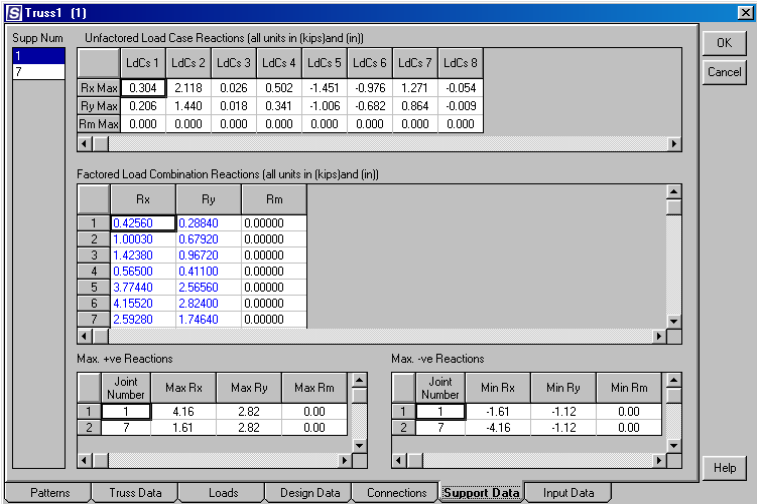 Truss1 (1)
Supp Num
1
7
Unfactored Load Case Reactions (all units in (kips)and (in))
LdCs 1 LdCs 2 LdCs 3 LdCs 4 LdCs 5 LdCs 6 LdCs 7 LdCs 8
Rx Max 0.304 2.118 0.026 0.502 -1.451 -0.976 1.271 -0.054
Ry Max 0.206 1.440 0.018 0.341 -1.006 -0.682 0.864 -0.009
Rm Max 0.000 0.000 0.000 0.000 0.000 0.000 0.000 0.000
OK
Cancel
Factored Load Combination Reactions (all units in (kips)and (in))
Rx Ry Rm
1 0.42560 0.28840 0.00000
2 1.00030 0.67920 0.00000
3 1.42380 0.96720 0.00000
4 0.56500 0.41100 0.00000
5 3.77440 2.56560 0.00000
6 4.15520 2.82400 0.00000
7 2.59280 1.74640 0.00000
Max. +ve Reactions
Joint Number Max Rx Max Ry Max Rm
1 1 4.16 2.82 0.00
2 7 1.61 2.82 0.00
Max. -ve Reactions
Joint Number Min Rx Min Ry Min Rm
1 1 -1.61 -1.12 0.00
2 7 -4.16 -1.12 0.00
Help
Patterns Truss Data Loads Design Data Connections Support Data Input Data